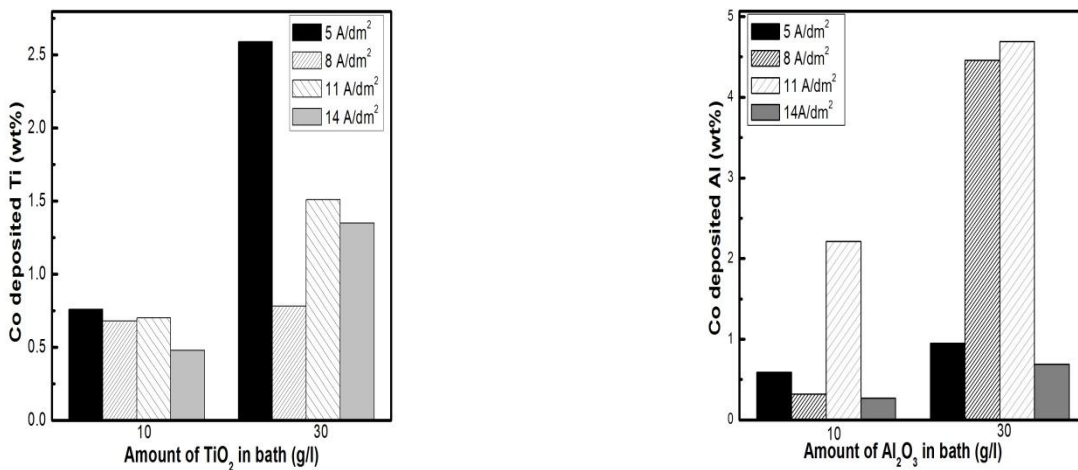 Co deposited Ti (wt%)
2.5
2.0
1.5
1.0
0.5
0.0
5 A/dm²
8 A/dm²
11 A/dm²
14 A/dm²
10
30
Amount of TiO₂ in bath (g/l)
Co deposited Al (wt%)
5
4
3
2
1
0
5 A/dm²
8 A/dm²
11 A/dm²
14A/dm²
10
30
Amount of Al₂O₃ in bath (g/l)